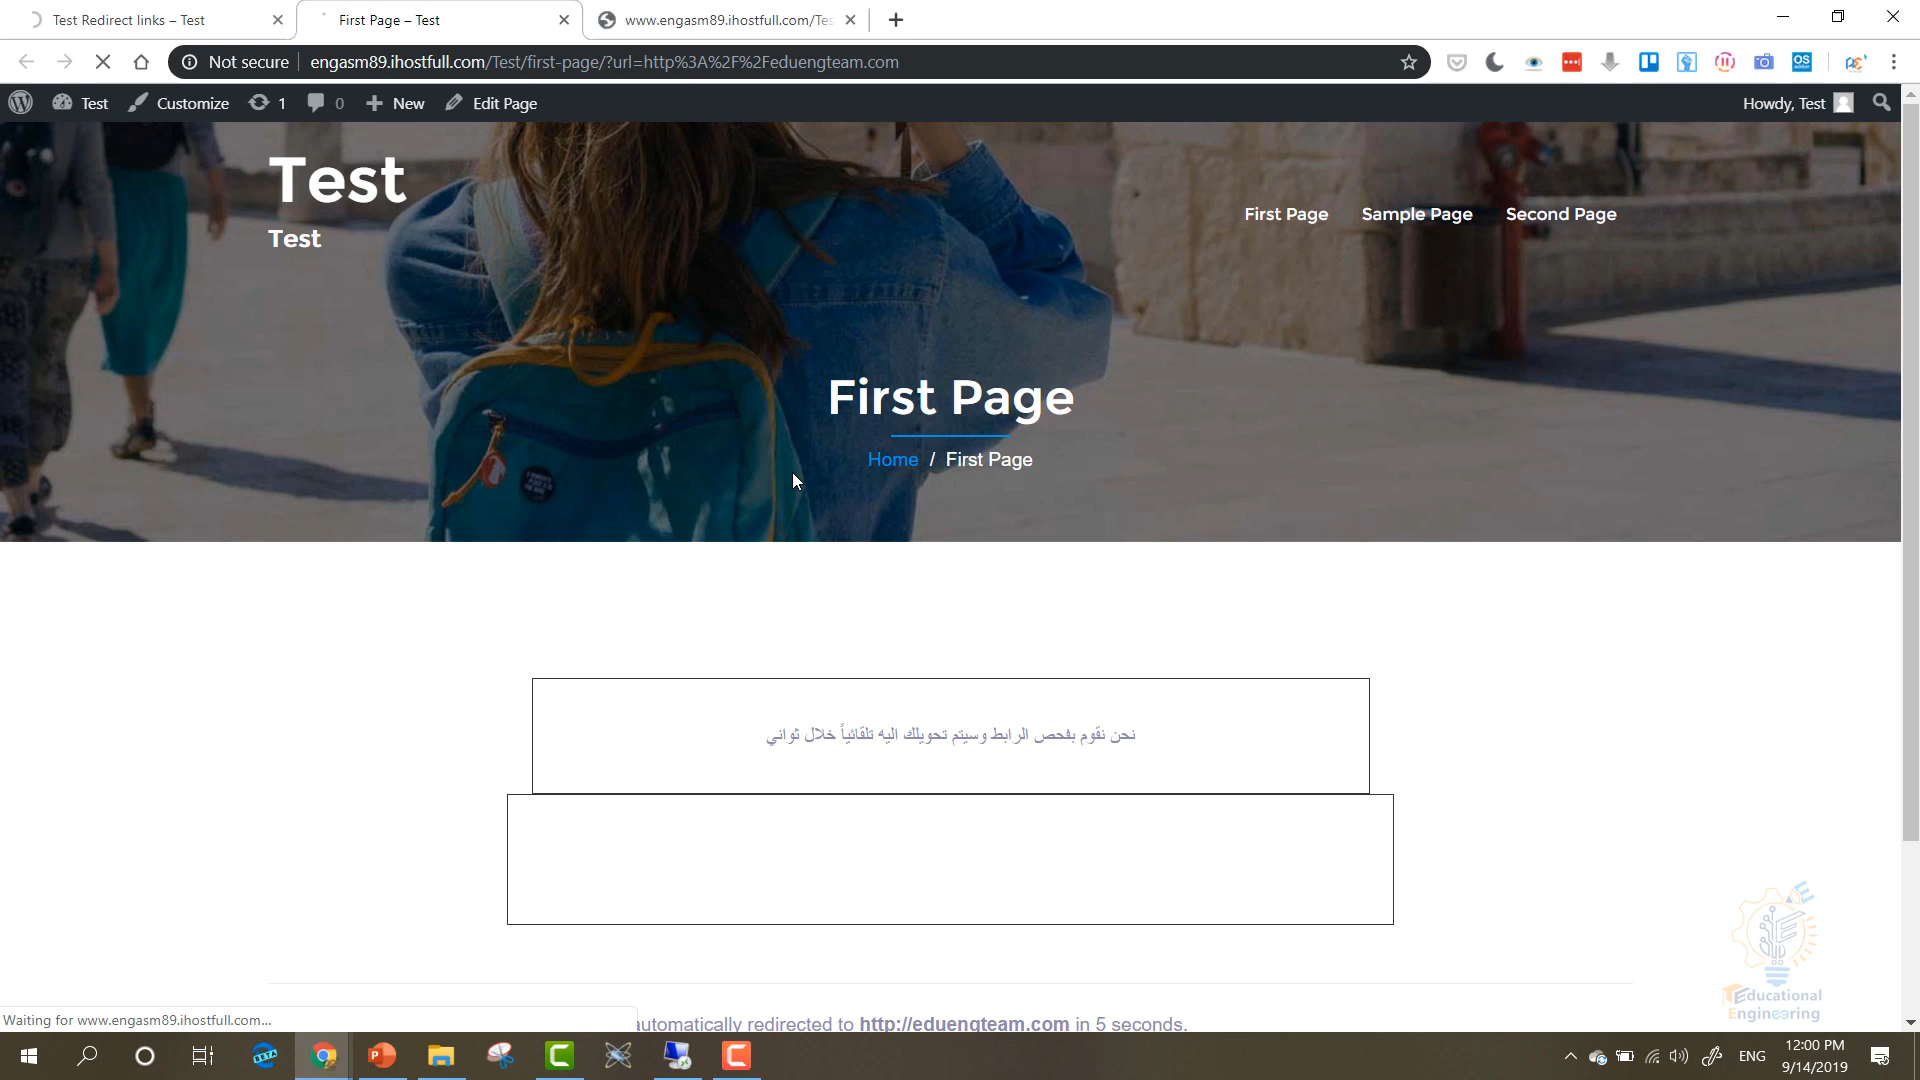 Test Redirect links – Test
First Page – Test
www.engasm89.ihostfull.com/Tes
Not secure
engasm89.ihostfull.com/Test/first-page/?url=http%3A%2F%2Feduengteam.com
Test
Customize
1
0
New
Edit Page
Howdy, Test
Test
Test
First Page
Sample Page
Second Page
First Page
Home / First Page
نحن نقوم بفحص الرابط وسيتم تحويلك اليه تلقائياً خلال ثواني
automatically redirected to http://eduengteam.com in 5 seconds.
Waiting for www.engasm89.ihostfull.com...
Educational
Engineering
BETA
ENG
12:00 PM
9/14/2019